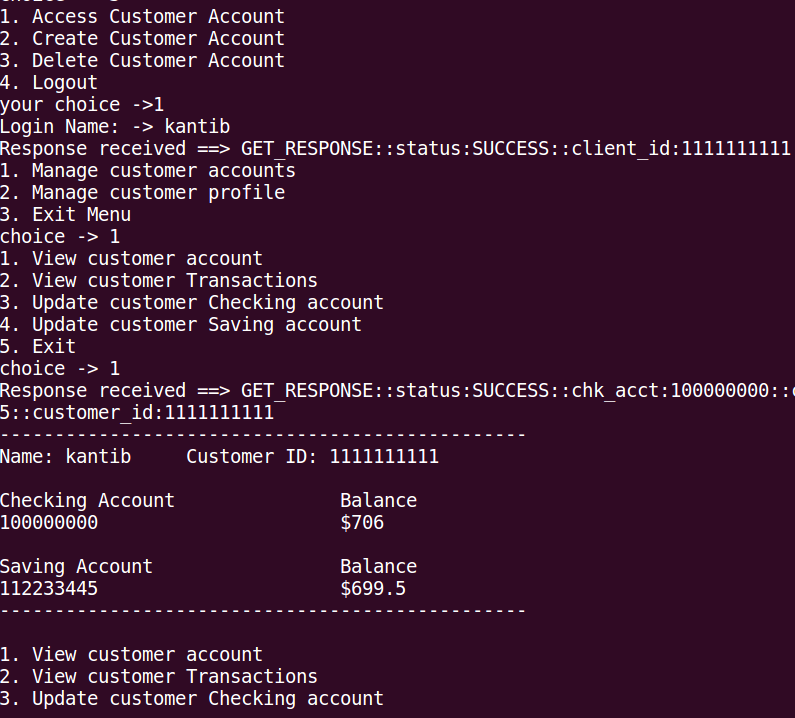 1. Access Customer Account
2. Create Customer Account
3. Delete Customer Account
4. Logout
your choice ->1
Login Name: -> kantib
Response received ==> GET_RESPONSE::status:SUCCESS::client_id:1111111111
1. Manage customer accounts
2. Manage customer profile
3. Exit Menu
choice -> 1
1. View customer account
2. View customer Transactions
3. Update customer Checking account
4. Update customer Saving account
5. Exit
choice -> 1
Response received ==> GET_RESPONSE::status:SUCCESS::chk_acct:100000000::
5::customer_id:1111111111
------------------------------------------------
Name: kantib     Customer ID: 1111111111
Checking Account               Balance
100000000                      $706
Saving Account                 Balance
112233445                      $699.5
------------------------------------------------
1. View customer account
2. View customer Transactions
3. Update customer Checking account